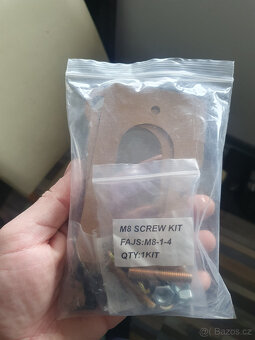 M8 SCREW KIT
FAJS:M8-1-4
QTY:1KIT
© Bazos.cz